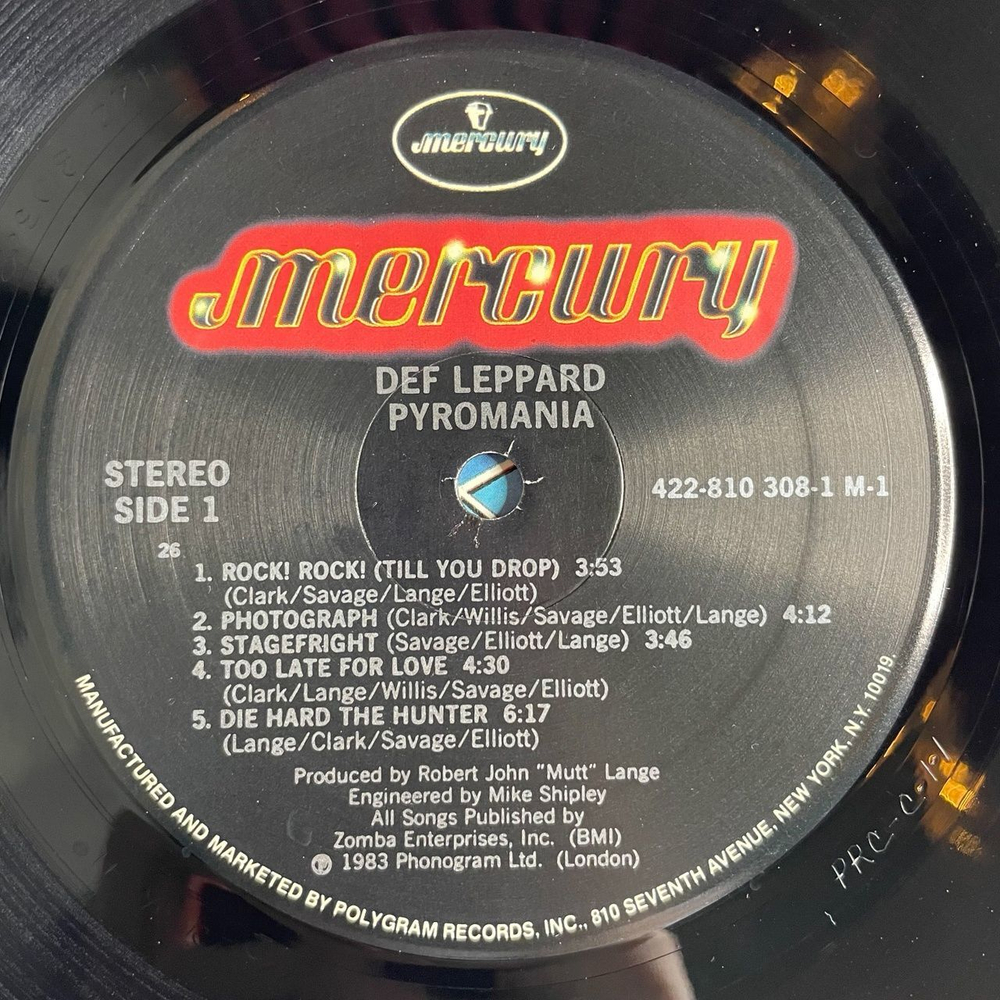 mercury
mercury
DEF LEPPARD
PYROMANIA
STEREO
SIDE 1
422-810 308-1 M-1
26
1. ROCK! ROCK! (TILL YOU DROP) 3:53
(Clark/Savage/Lange/Elliott)
2. PHOTOGRAPH (Clark/Willis/Savage/Elliott/Lange) 4:12
3. STAGEFRIGHT (Savage/Elliott/Lange) 3:46
4. TOO LATE FOR LOVE 4:30
(Clark/Lange/Willis/Savage/Elliott)
5. DIE HARD THE HUNTER 6:17
(Lange/Clark/Savage/Elliott)
Produced by Robert John "Mutt" Lange
Engineered by Mike Shipley
All Songs Published by
Zomba Enterprises, Inc. (BMI)
℗ 1983 Phonogram Ltd. (London)
MANUFACTURED AND MARKETED BY POLYGRAM RECORDS, INC., 810 SEVENTH AVENUE, NEW YORK, N.Y. 10019.
PRC-C-1-1